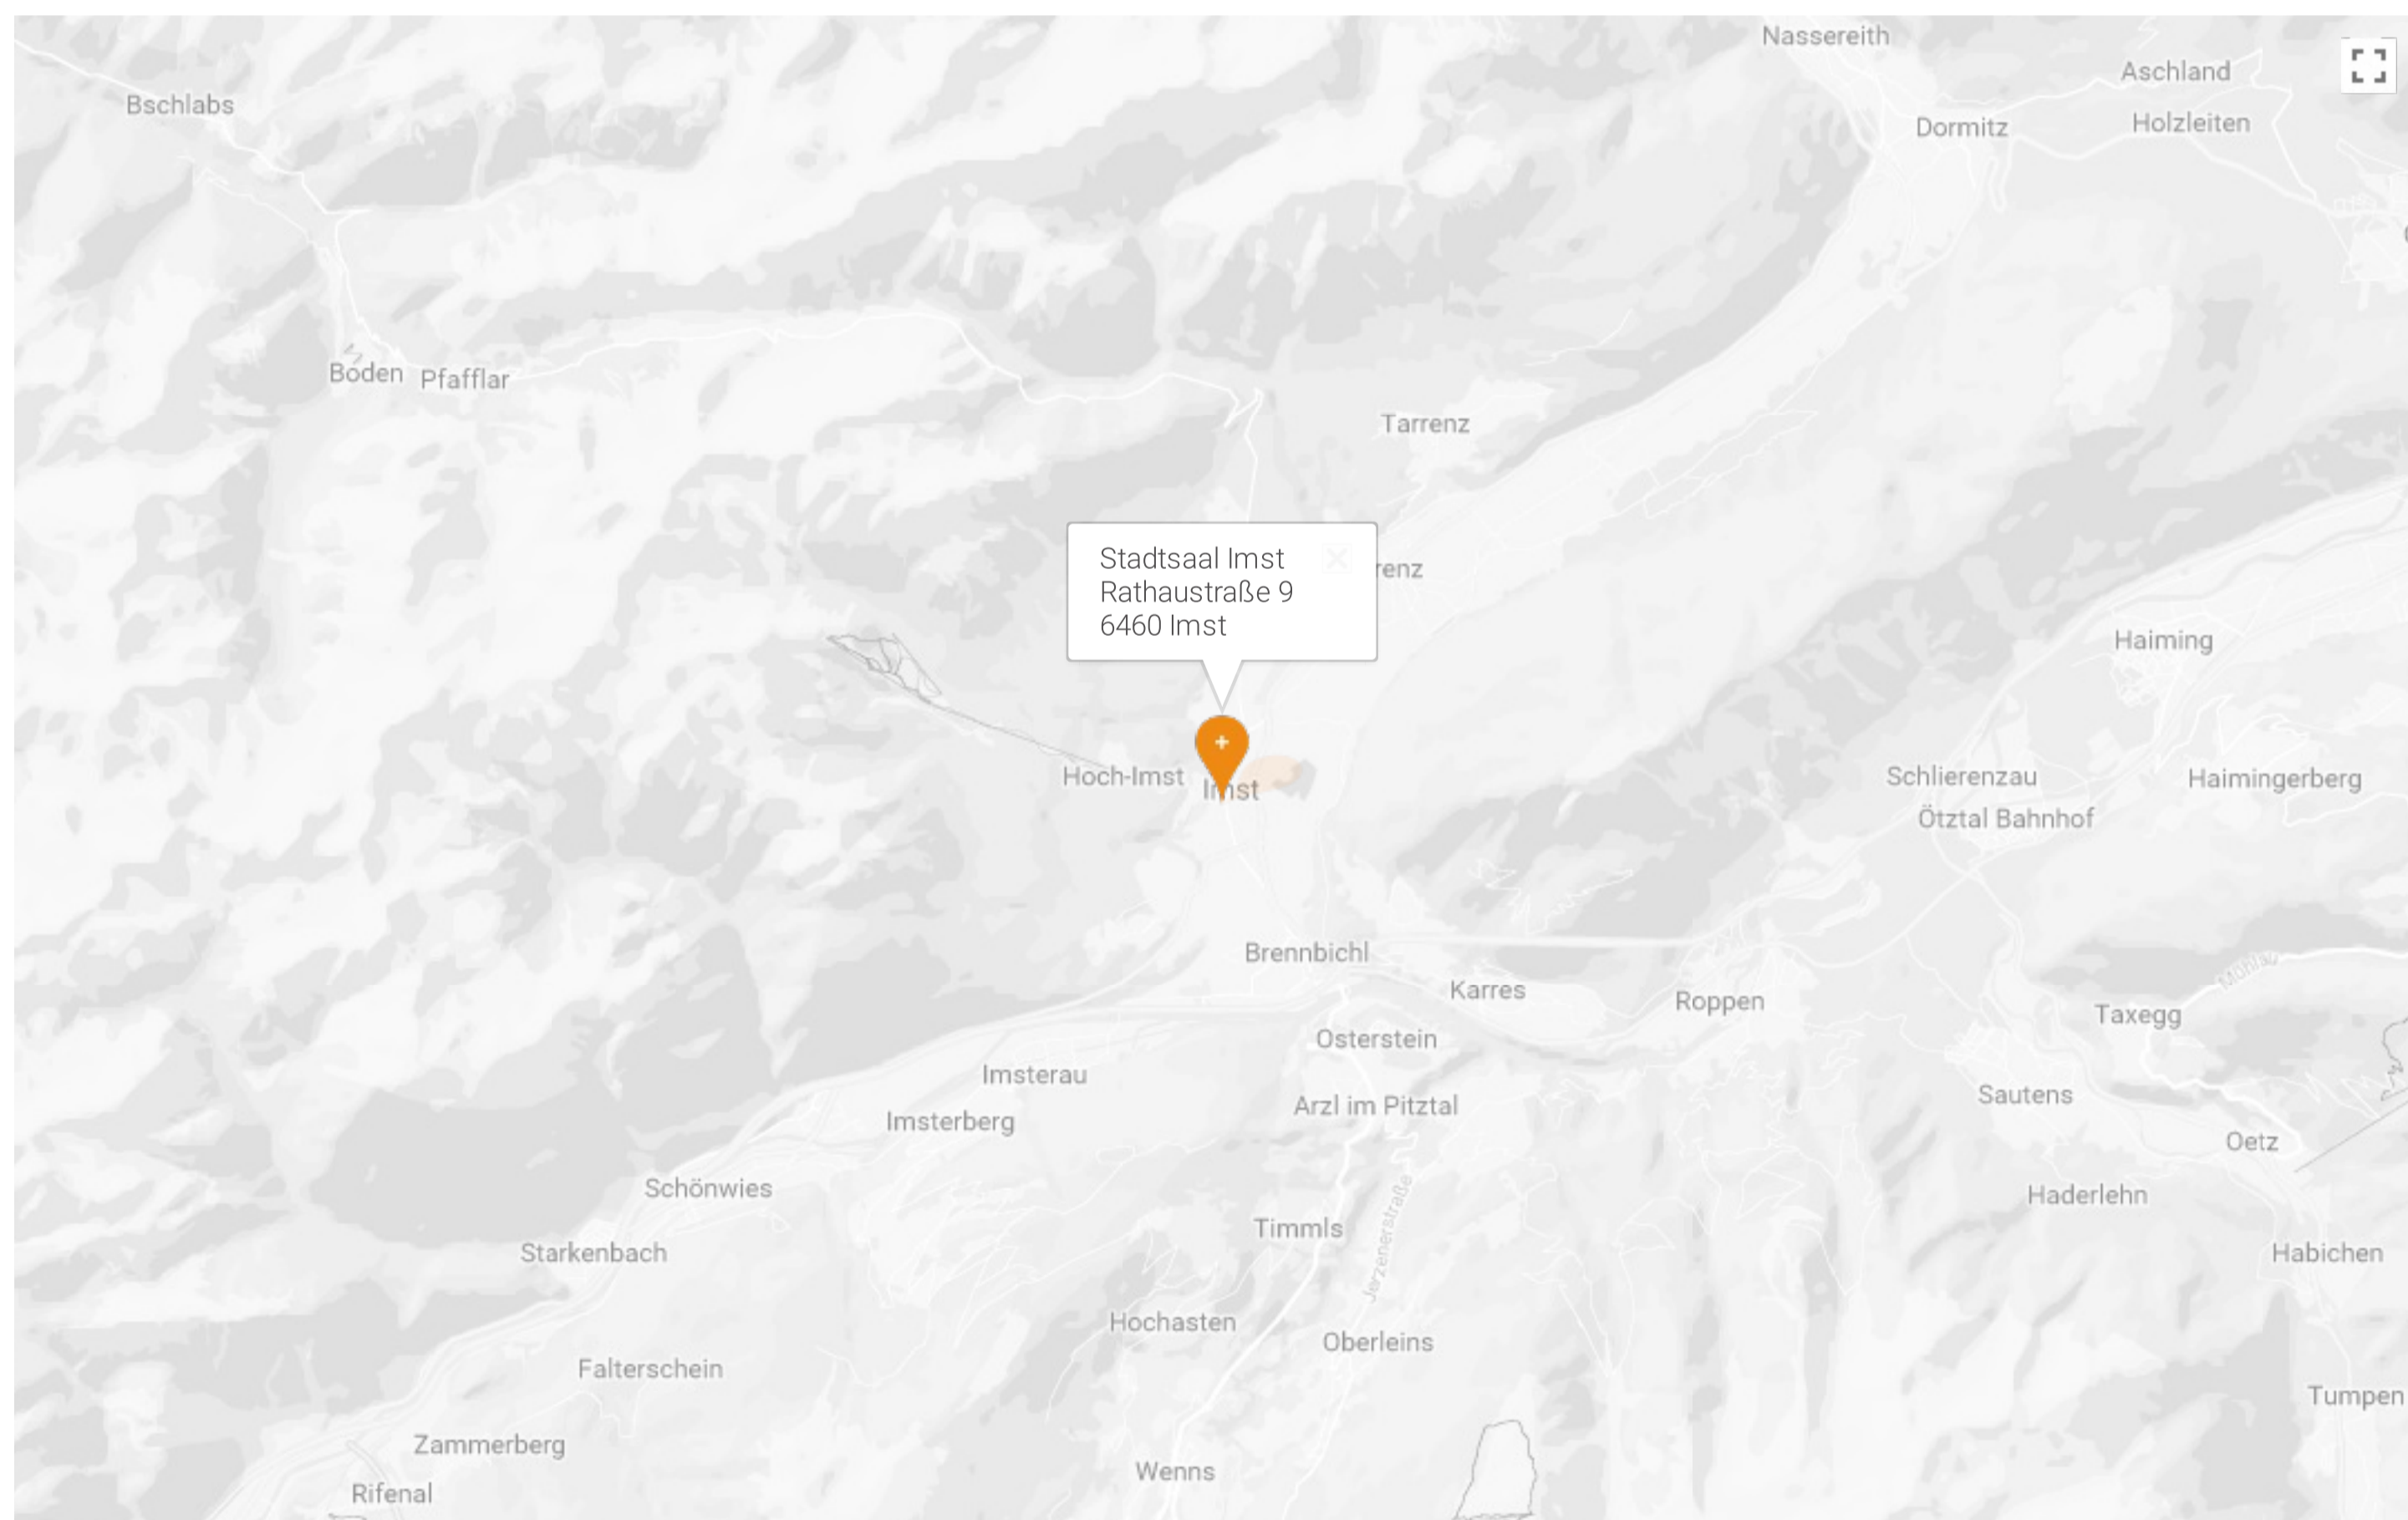 Nassereith
Aschland
Bschlabs
Holzleiten
Dormitz
Boden
Pfafflar
Tarrenz
Stadtsaal Imst
Rathaustraße 9
6460 Imst
renz
Haiming
Hoch-Imst
Imst
Schlierenzau
Haimingerberg
Ötztal Bahnhof
Brennbichl
Karres
Roppen
Taxegg
Osterstein
Imsterau
Sautens
Arzl im Pitztal
Imsterberg
Oetz
Schönwies
Haderlehn
Jerzenerstraße
Timmls
Starkenbach
Habichen
Hochasten
Oberleins
Falterschein
Tumpen
Zammerberg
Wenns
Rifenal